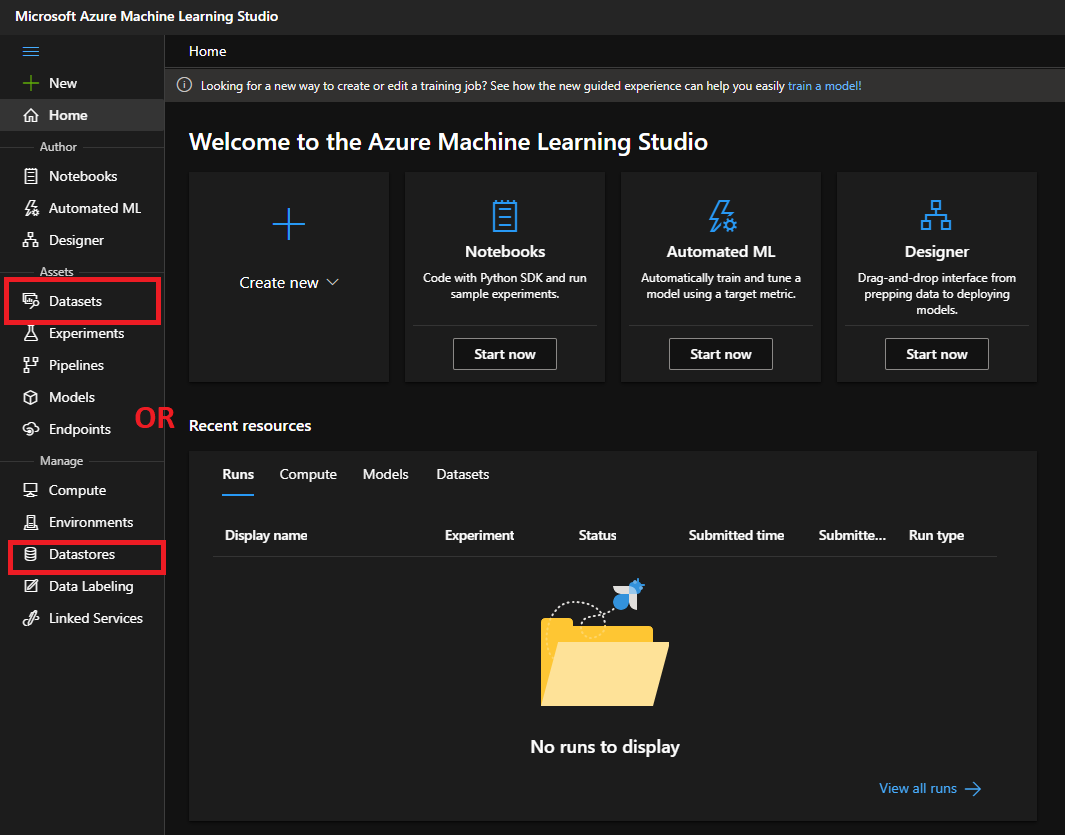 Microsoft Azure Machine Learning Studio
New
Home
Author
Notebooks
Automated ML
Designer
Assets
Datasets
Experiments
Pipelines
Models
Endpoints
OR
Manage
Compute
Environments
Datastores
Data Labeling
Linked Services
Home
Looking for a new way to create or edit a training job? See how the new guided experience can help you easily train a model!
Welcome to the Azure Machine Learning Studio
Create new
Notebooks
Code with Python SDK and run
sample experiments.
Start now
Automated ML
Automatically train and tune a
model using a target metric.
Start now
Designer
Drag-and-drop interface from
prepping data to deploying
models.
Start now
Recent resources
Runs Compute Models Datasets
Display name Experiment Status Submitted time Submitte... Run type
No runs to display
View all runs